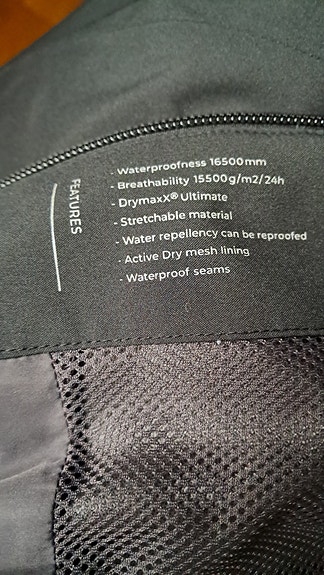 FEATURES
- Waterproofness 16500mm
- Breathability 15500g/m2/24h
- DrymaxX® Ultimate
- Stretchable material
- Water repellency can be reproofed
- Active Dry mesh lining
- Waterproof seams